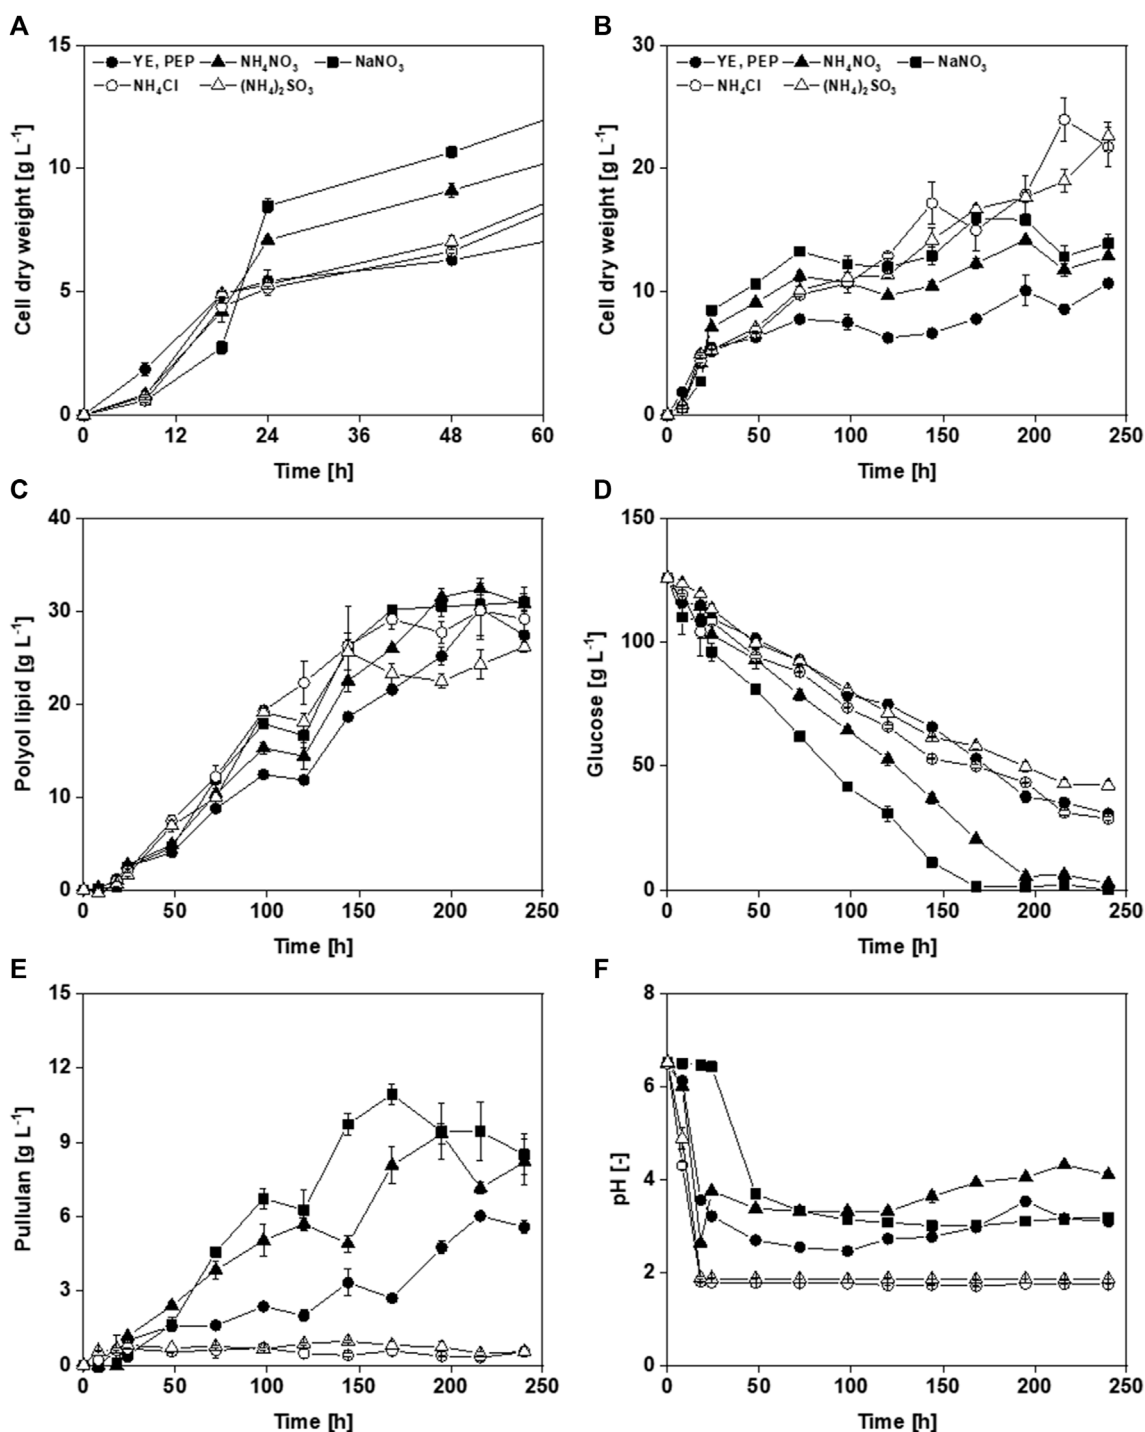 A
15
10
5
0
0 12 24 36 48 60
Cell dry weight [g L-1]
Time [h]
YE, PEP NH4NO3 NaNO3
NH4Cl (NH4)2SO3
B
30
20
10
0
0 50 100 150 200 250
Cell dry weight [g L-1]
Time [h]
YE, PEP NH4NO3 NaNO3
NH4Cl (NH4)2SO3
C
40
30
20
10
0
0 50 100 150 200 250
Polyol lipid [g L-1]
Time [h]
D
150
100
50
0
0 50 100 150 200 250
Glucose [g L-1]
Time [h]
E
15
12
9
6
3
0
0 50 100 150 200 250
Pullulan [g L-1]
Time [h]
F
8
6
4
2
0
0 50 100 150 200 250
pH [-]
Time [h]